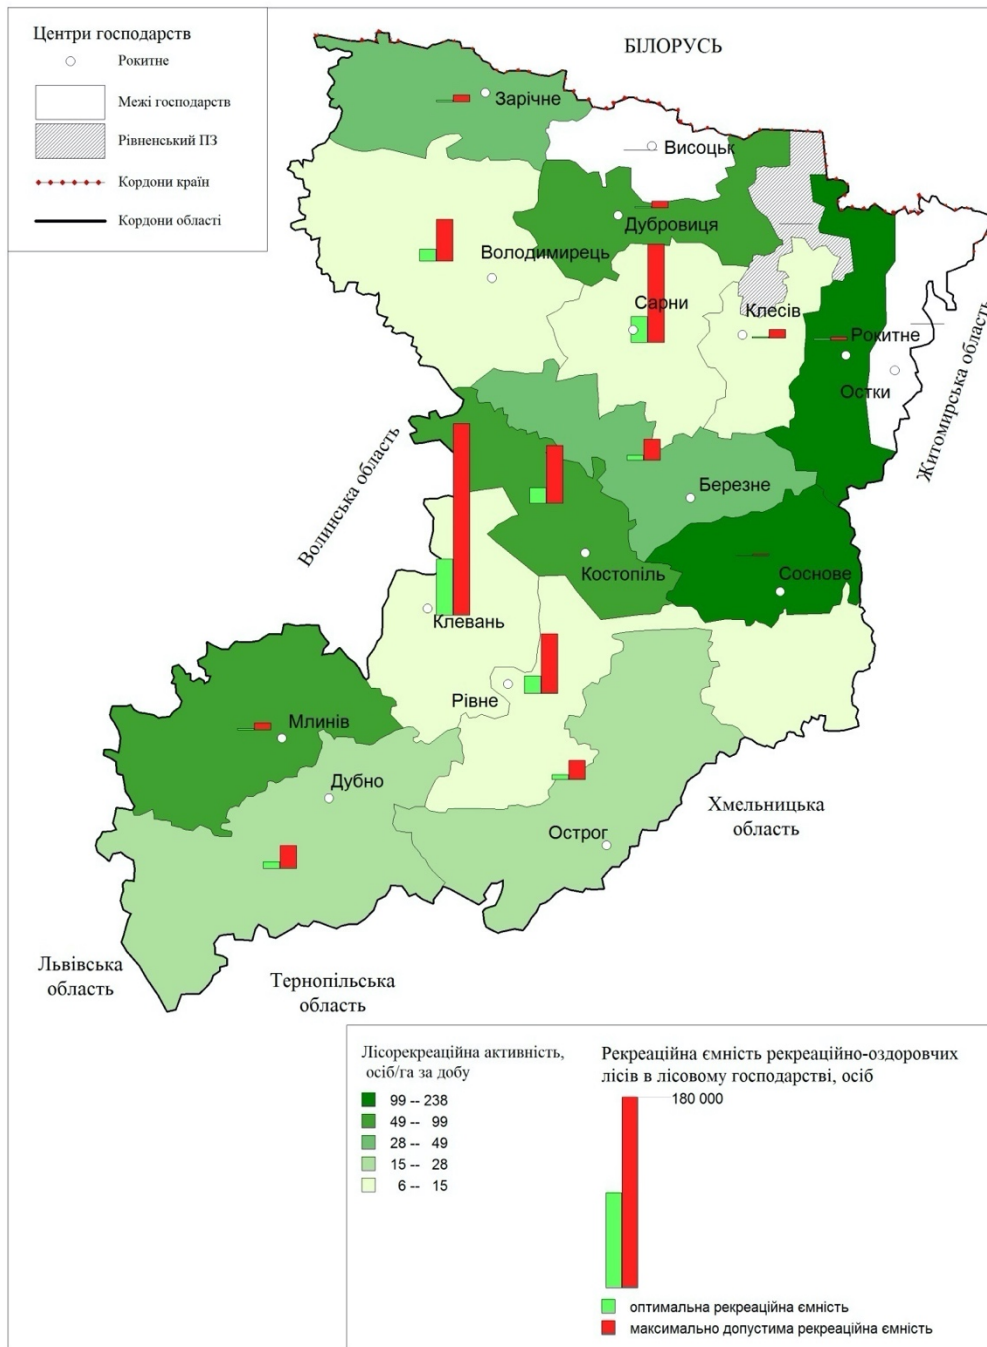 Центри господарств
Рокитне
Межі господарств
Рівненський ПЗ
Кордони країн
Кордони області
БІЛОРУСЬ
Зарічне
Висоцьк
Дубровиця
Володимирець
Сарни
Клесів
Рокитне
Остки
Житомирська область
Волинська область
Березне
Костопіль
Соснове
Клевань
Рівне
Млинів
Дубно
Острог
Хмельницька
область
Львівська
область
Тернопільська
область
Лісорекреаційна активність,
осіб/га за добу
99 -- 238
49 -- 99
28 -- 49
15 -- 28
6 -- 15
Рекреаційна ємність рекреаційно-оздоровчих
лісів в лісовому господарстві, осіб
180 000
оптимальна рекреаційна ємність
максимально допустима рекреаційна ємність